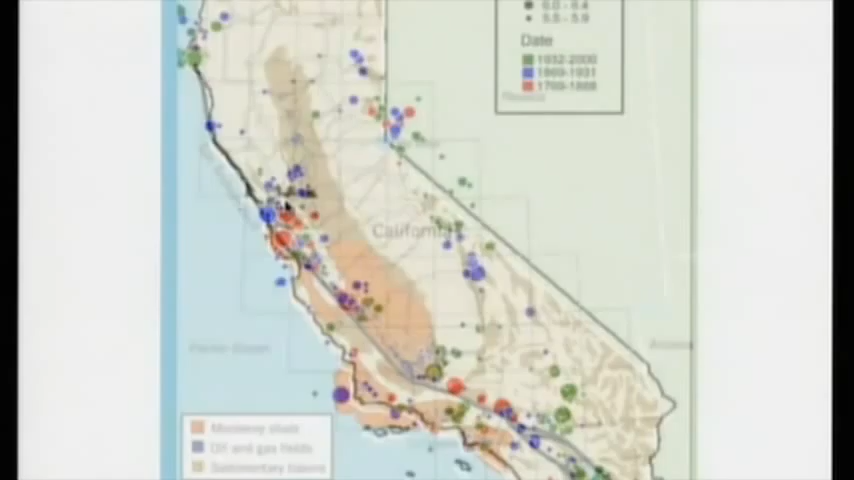 6.0 - 6.4
5.5 - 5.9
Date
1932-2000
1869-1931
1769-1868
Nevada
California
Pacific Ocean
Monterey shale
Oil and gas fields
Sedimentary basins